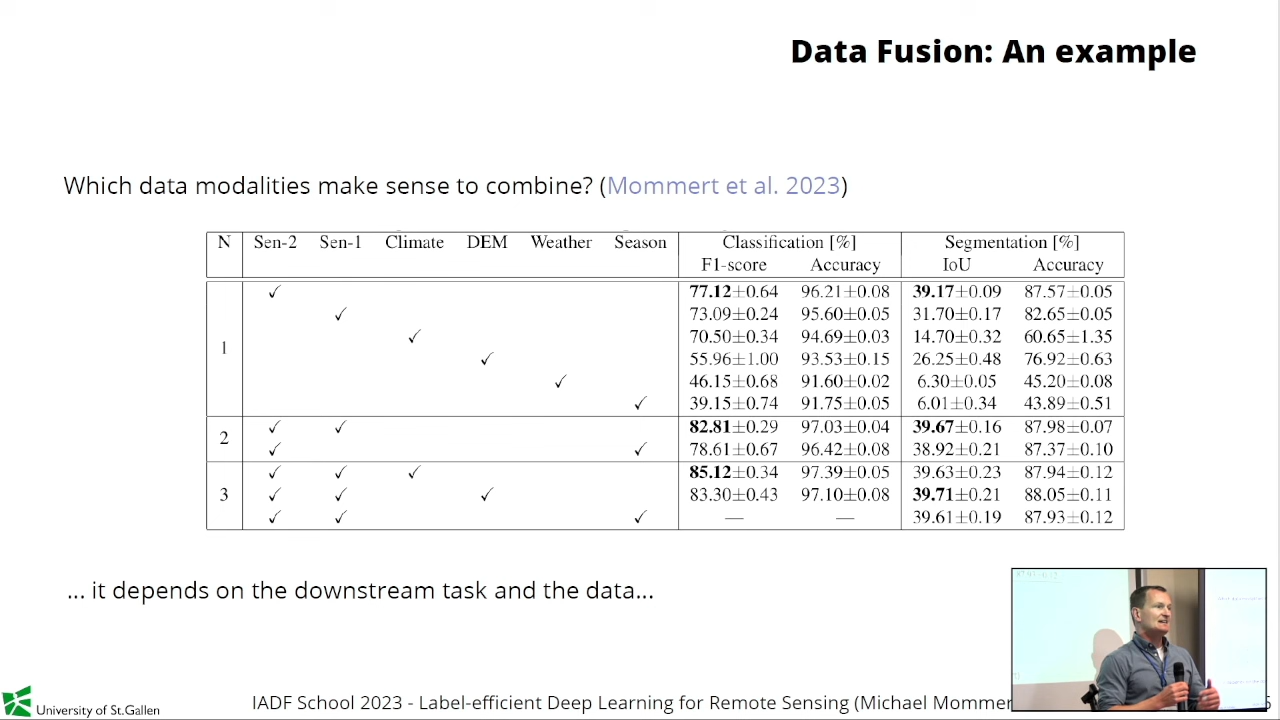 Data Fusion: An example
Which data modalities make sense to combine? (Mommert et al. 2023)
N Sen-2 Sen-1 Climate DEM Weather Season Classification [%] Segmentation [%]
F1-score Accuracy IoU Accuracy
✓ 77.12±0.64 96.21±0.08 39.17±0.09 87.57±0.05
✓ 73.09±0.24 95.60±0.05 31.70±0.17 82.65±0.05
✓ 70.50±0.34 94.69±0.03 14.70±0.32 60.65±1.35
1
✓ 55.96±1.00 93.53±0.15 26.25±0.48 76.92±0.63
✓ 46.15±0.68 91.60±0.02 6.30±0.05 45.20±0.08
✓ 39.15±0.74 91.75±0.05 6.01±0.34 43.89±0.51
✓ ✓ 82.81±0.29 97.03±0.04 39.67±0.16 87.98±0.07
2
✓ ✓ 78.61±0.67 96.42±0.08 38.92±0.21 87.37±0.10
✓ ✓ ✓ 85.12±0.34 97.39±0.05 39.63±0.23 87.94±0.12
3 ✓ ✓ ✓ 83.30±0.43 97.10±0.08 39.71±0.21 88.05±0.11
✓ ✓ ✓ — — 39.61±0.19 87.93±0.12
... it depends on the downstream task and the data...
University of St.Gallen
IADF School 2023 - Label-efficient Deep Learning for Remote Sensing (Michael Mommer